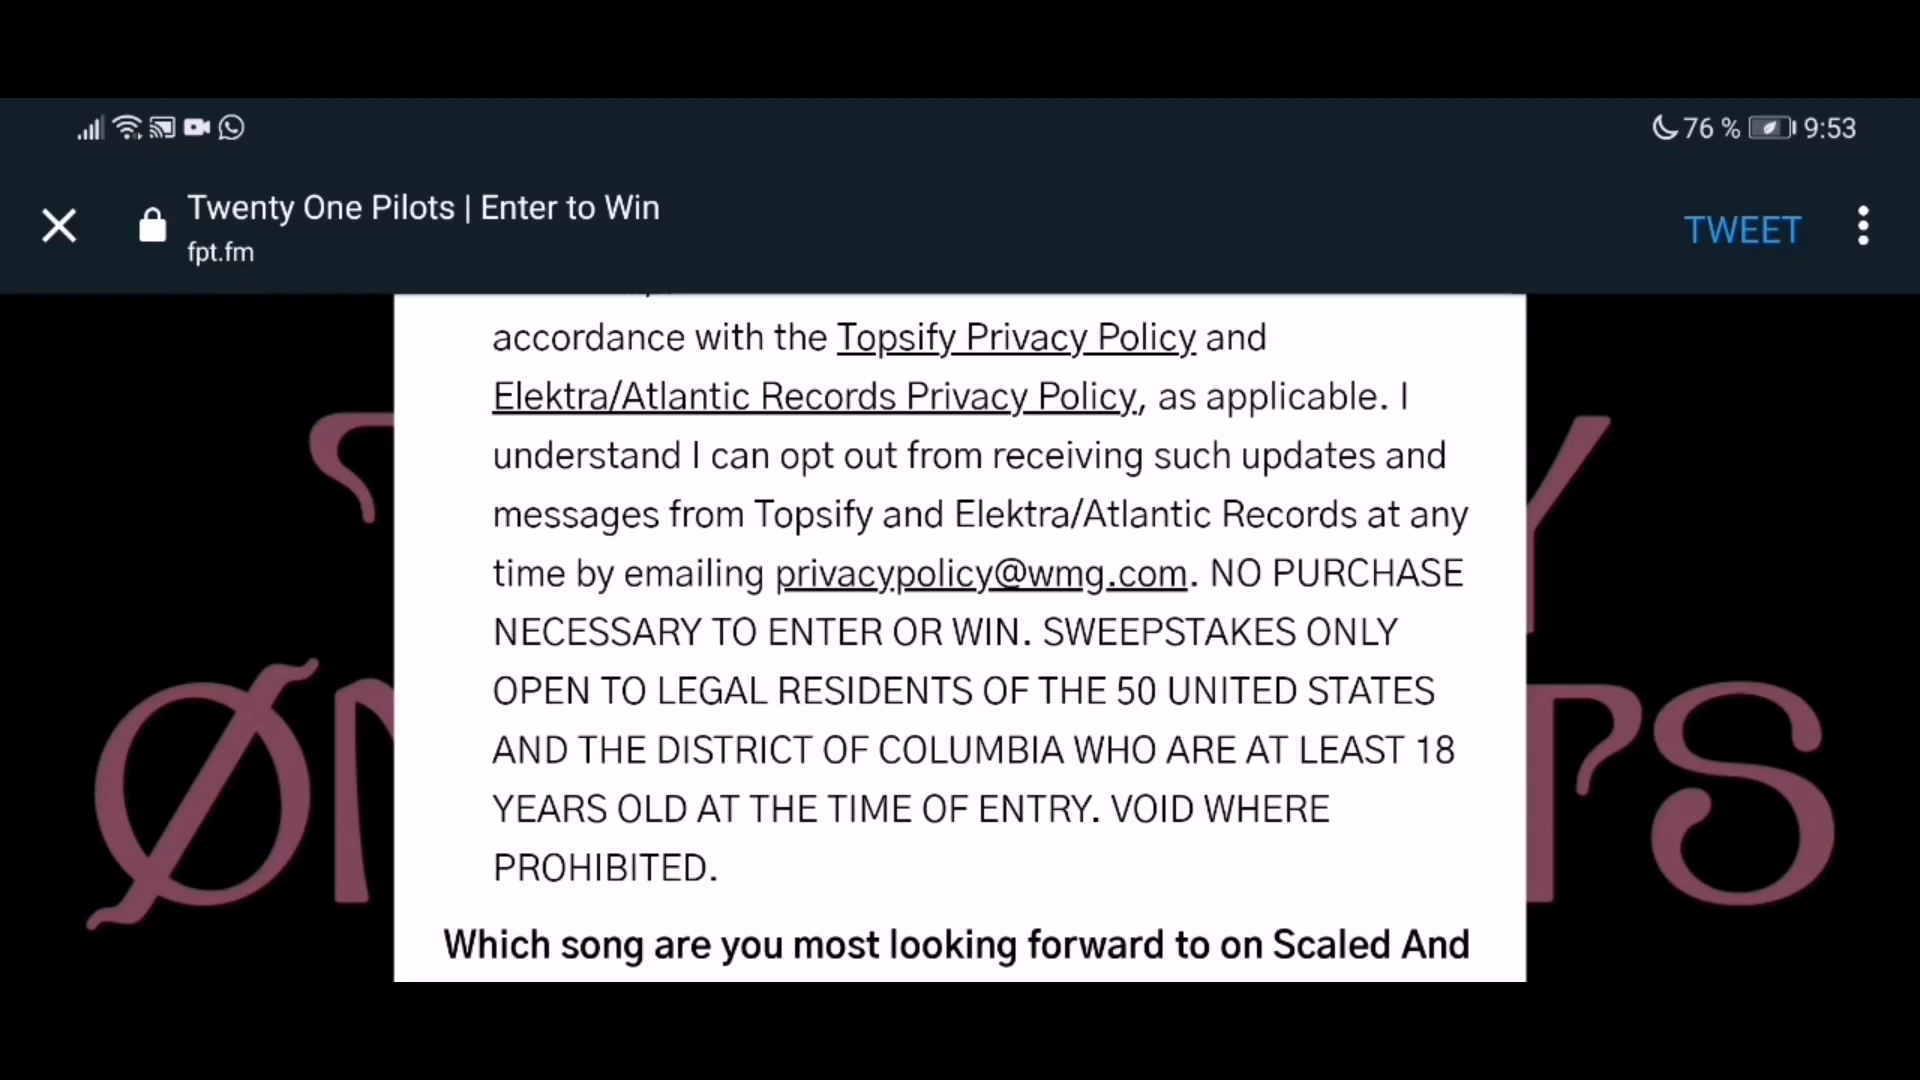 76 % 9:53
Twenty One Pilots | Enter to Win
fpt.fm
TWEET
accordance with the Topsify Privacy Policy and
Elektra/Atlantic Records Privacy Policy, as applicable. I
understand I can opt out from receiving such updates and
messages from Topsify and Elektra/Atlantic Records at any
time by emailing privacypolicy@wmg.com. NO PURCHASE
NECESSARY TO ENTER OR WIN. SWEEPSTAKES ONLY
OPEN TO LEGAL RESIDENTS OF THE 50 UNITED STATES
AND THE DISTRICT OF COLUMBIA WHO ARE AT LEAST 18
YEARS OLD AT THE TIME OF ENTRY. VOID WHERE
PROHIBITED.
Which song are you most looking forward to on Scaled And